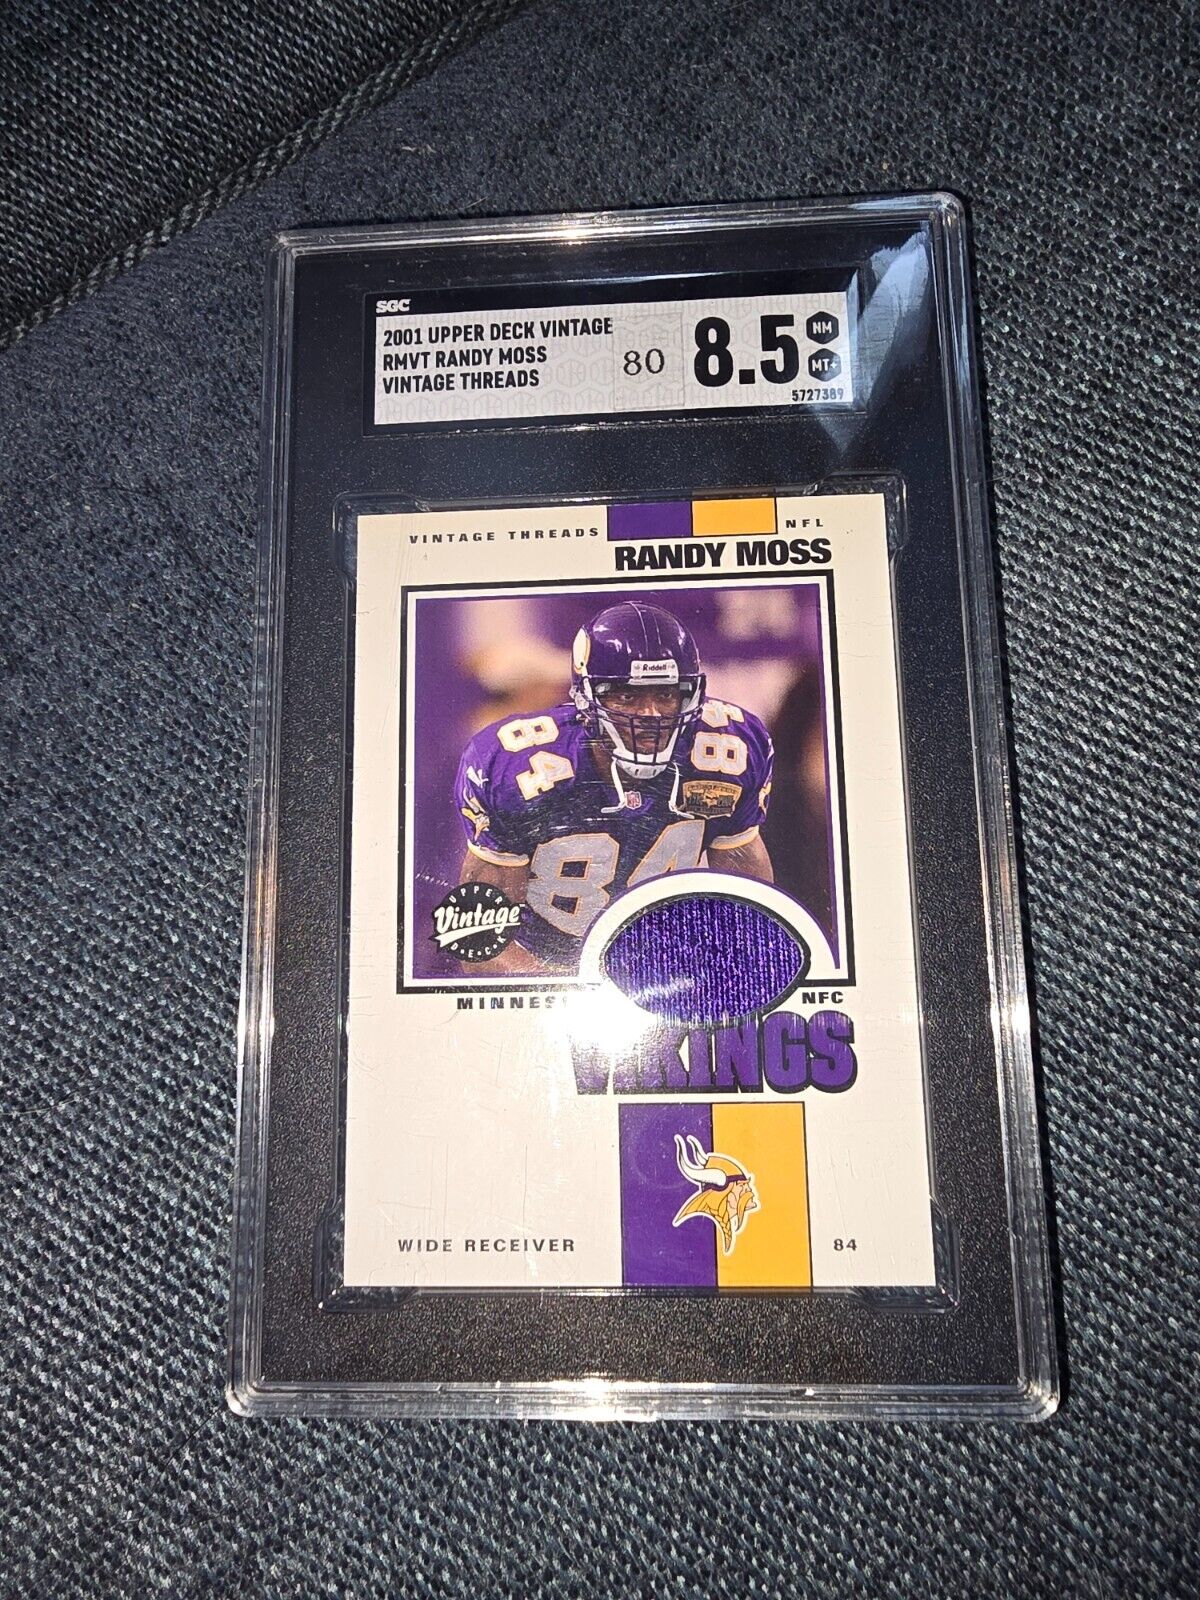 SGC
2001 UPPER DECK VINTAGE
RMVT RANDY MOSS
VINTAGE THREADS
80
8.5
NM
MT+
5727389
VINTAGE THREADS
NFL
RANDY MOSS
Riddell
84
84
84
UPPER
Vintage
DECK
NFC
VIKINGS
WIDE RECEIVER
84